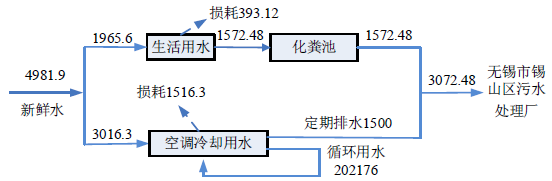 损耗393.12
1965.6
生活用水
1572.48
化粪池
1572.48
4981.9
新鲜水
3072.48
无锡市锡
山区污水
处理厂
损耗1516.3
3016.3
空调冷却用水
定期排水1500
循环用水
202176